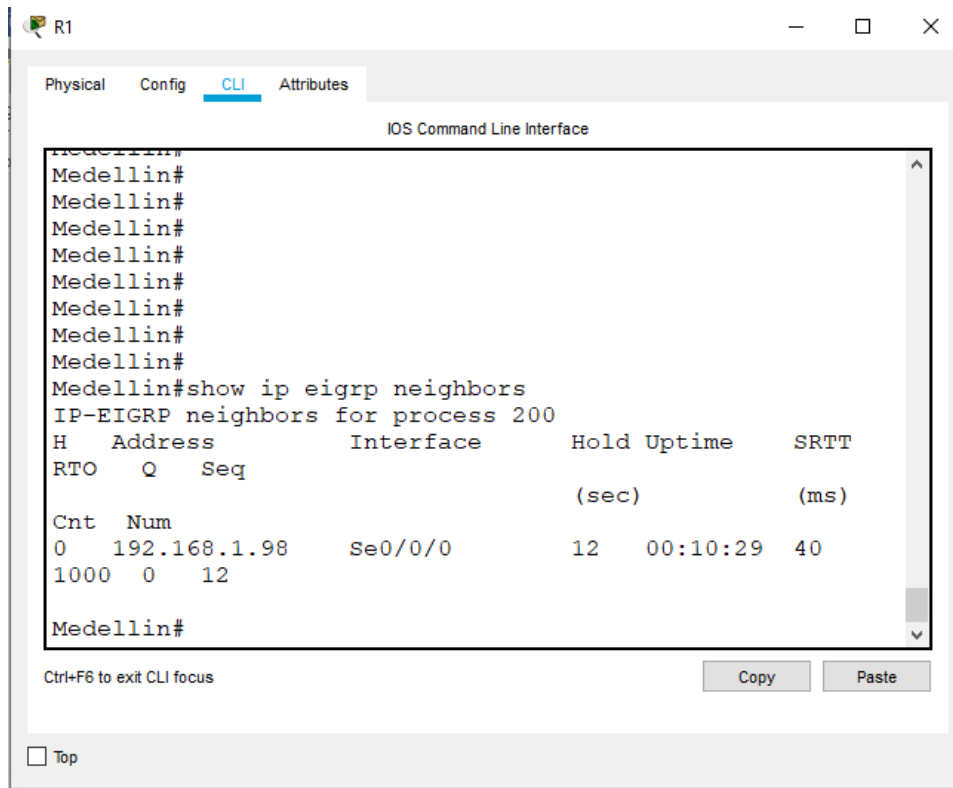 R1
Physical Config CLI Attributes
IOS Command Line Interface
Medellin#
Medellin#
Medellin#
Medellin#
Medellin#
Medellin#
Medellin#
Medellin#
Medellin#
Medellin#show ip eigrp neighbors
IP-EIGRP neighbors for process 200
H   Address         Interface      Hold Uptime    SRTT
RTO   Q   Seq
(sec)          (ms)
Cnt  Num
0   192.168.1.98    Se0/0/0        12   00:10:29  40
1000  0   12
Medellin#
Ctrl+F6 to exit CLI focus
Copy Paste
Top